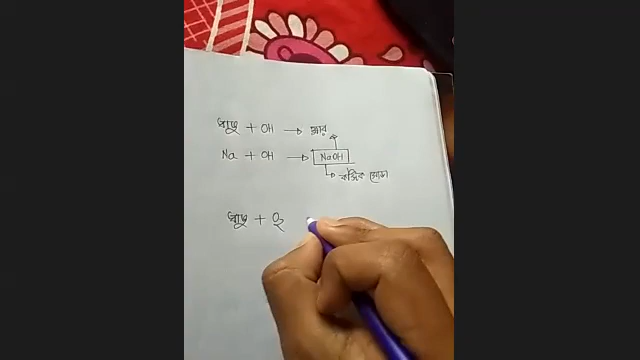 ধাতু + OH → ক্ষার
Na + OH → NaOH
→ কস্টিক সোডা
ধাতু + O₂